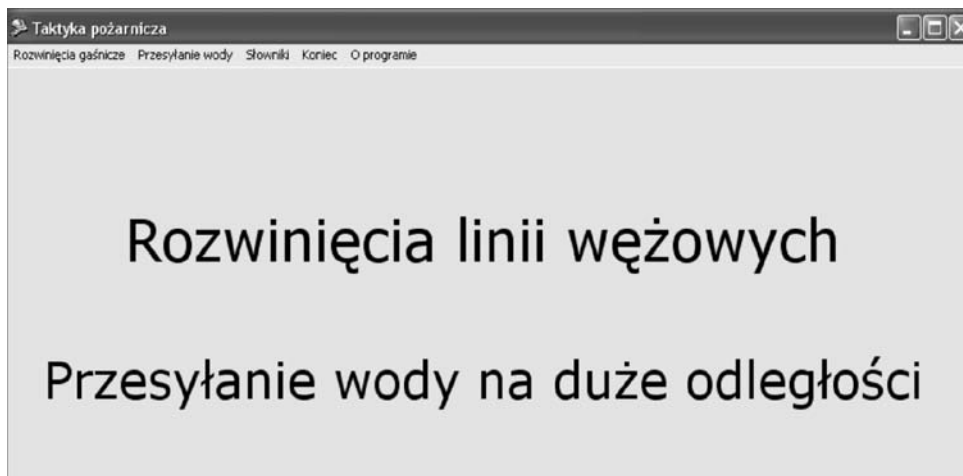 Taktyka pożarnicza
Rozwinięcia gaśnicze Przesyłanie wody Słowniki Koniec O programie
Rozwinięcia linii wężowych
Przesyłanie wody na duże odległości